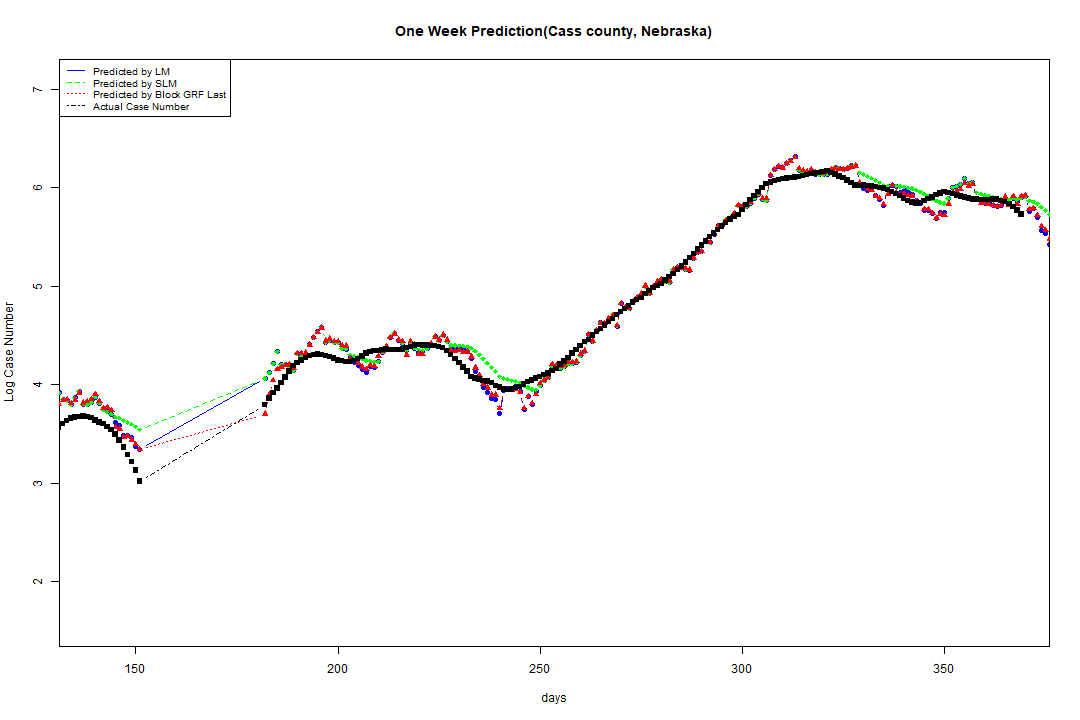 One Week Prediction(Cass county, Nebraska)
Predicted by LM
Predicted by SLM
Predicted by Block GRF Last
Actual Case Number
7
6
5
4
3
2
Log Case Number
150 200 250 300 350
days